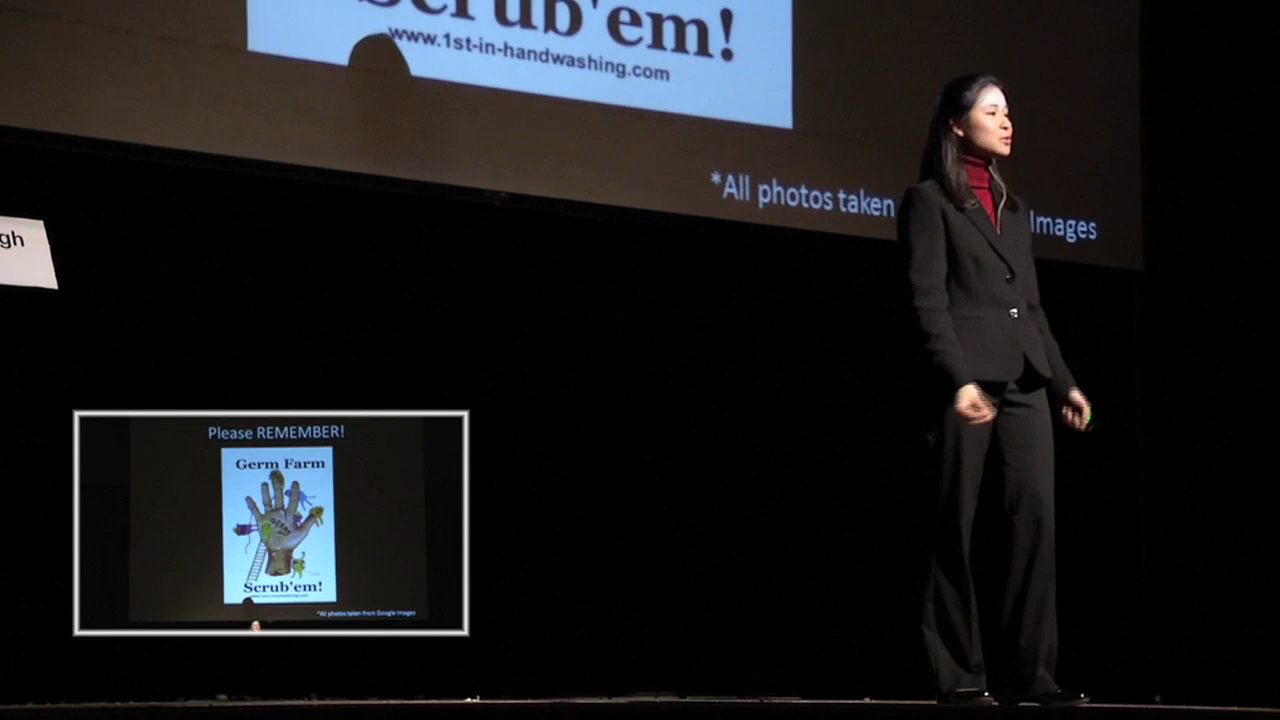 Scrub'em!
www.1st-in-handwashing.com
*All photos taken
Images
gh
Please REMEMBER!
Germ Farm
Scrub'em!
*All photos taken from Google Images